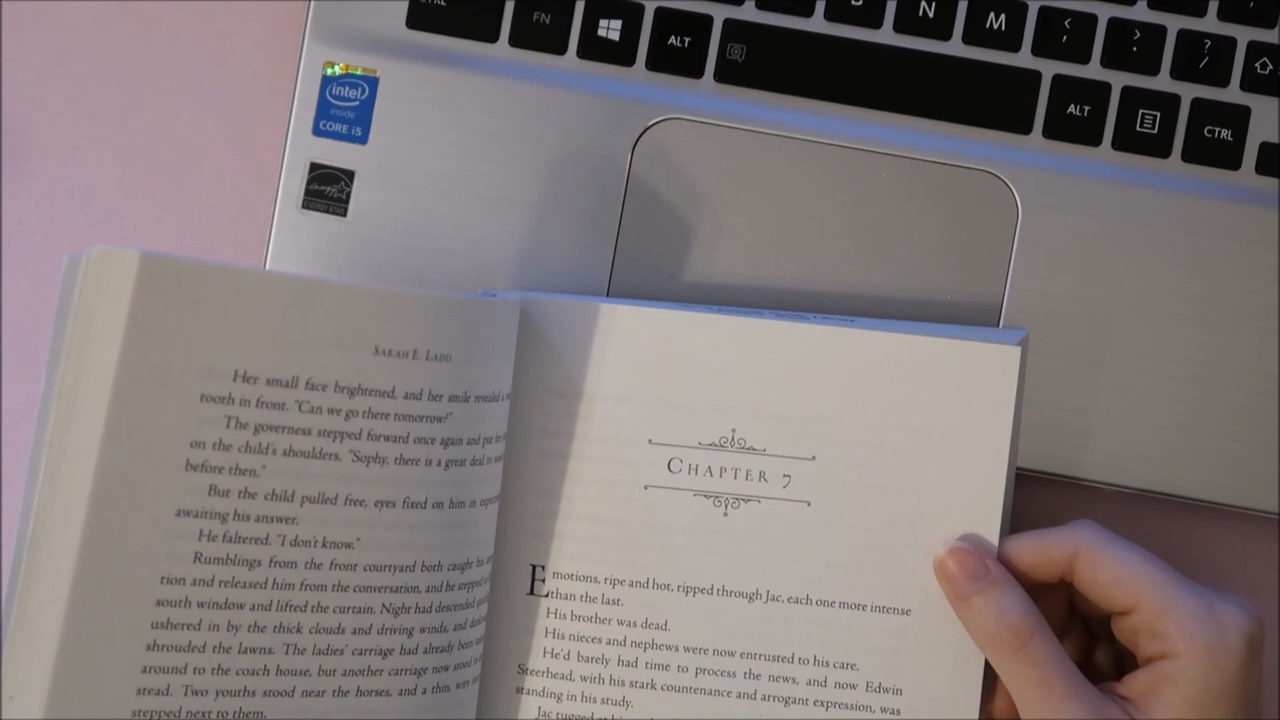 CTRL
FN
ALT
N
M
<
,
>
.
?
/
ALT
CTRL
intel
inside
CORE i5
energy
ENERGY STAR
SARAH E. LADD
Her small face brightened, and her smile revealed
tooth in front. "Can we go there tomorrow?"
The governess stepped forward once again and put
on the child's shoulders. "Sophy, there is a great deal to
before then."
But the child pulled free, eyes fixed on him in
awaiting his answer.
He faltered. "I don't know."
Rumblings from the front courtyard both caught his
tion and released him from the conversation, and he stepped
south window and lifted the curtain. Night had descended
ushered in by the thick clouds and driving winds, and
shrouded the lawns. The ladies' carriage had already been
around to the coach house, but another carriage now stood
stead. Two youths stood near the horses, and a thin,
stepped next to them.
CHAPTER 7
Emotions, ripe and hot, ripped through Jac, each one more intense
than the last.
His brother was dead.
His nieces and nephews were now entrusted to his care.
He'd barely had time to process the news, and now Edwin
Steerhead, with his stark countenance and arrogant expression, was
standing in his study.
Jac tugged at